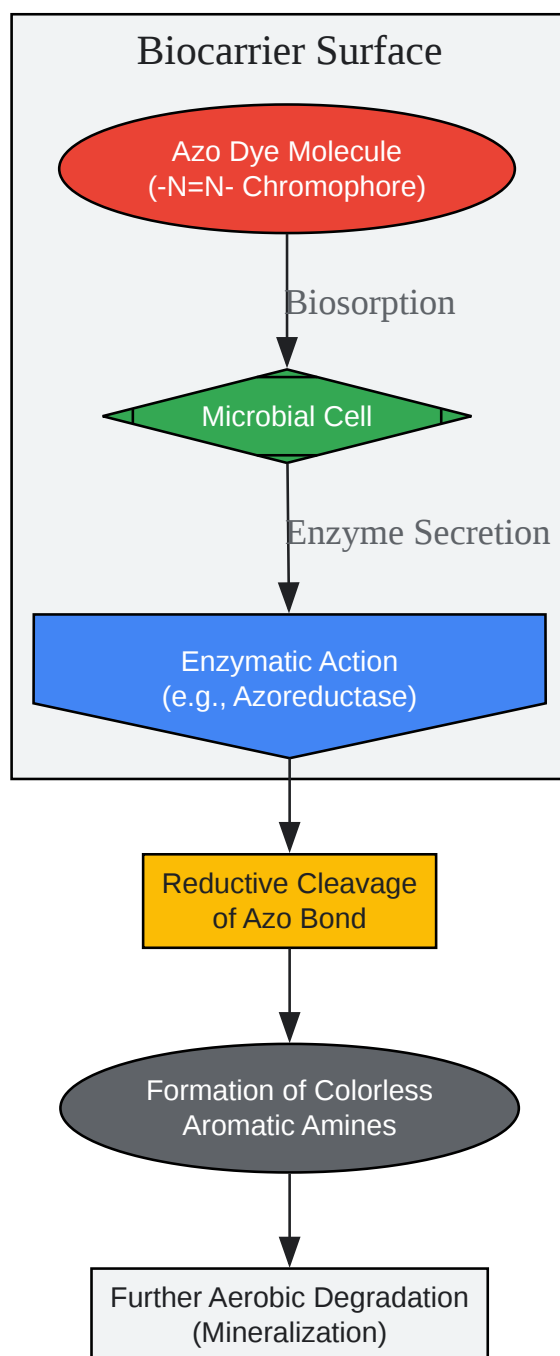 Biocarrier Surface
Azo Dye Molecule
(-N=N- Chromophore)
Biosorption
Microbial Cell
Enzyme Secretion
Enzymatic Action
(e.g., Azoreductase)
Reductive Cleavage
of Azo Bond
Formation of Colorless
Aromatic Amines
Further Aerobic Degradation
(Mineralization)